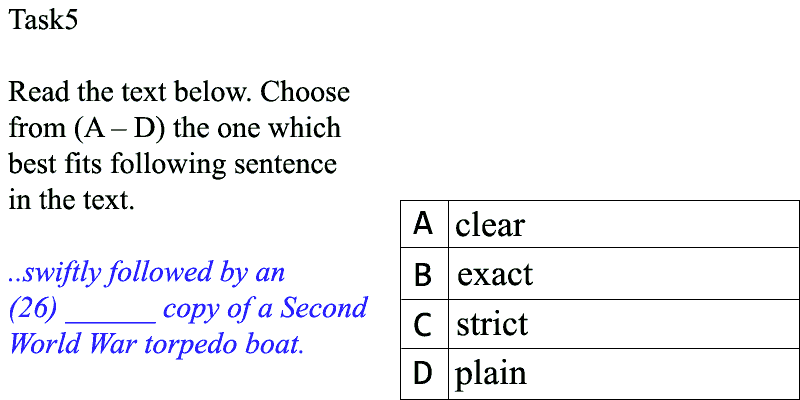 Task5
Read the text below. Choose
from (A – D) the one which
best fits following sentence
in the text.
..swiftly followed by an
(26) ______ copy of a Second
World War torpedo boat.
A clear
B exact
C strict
D plain